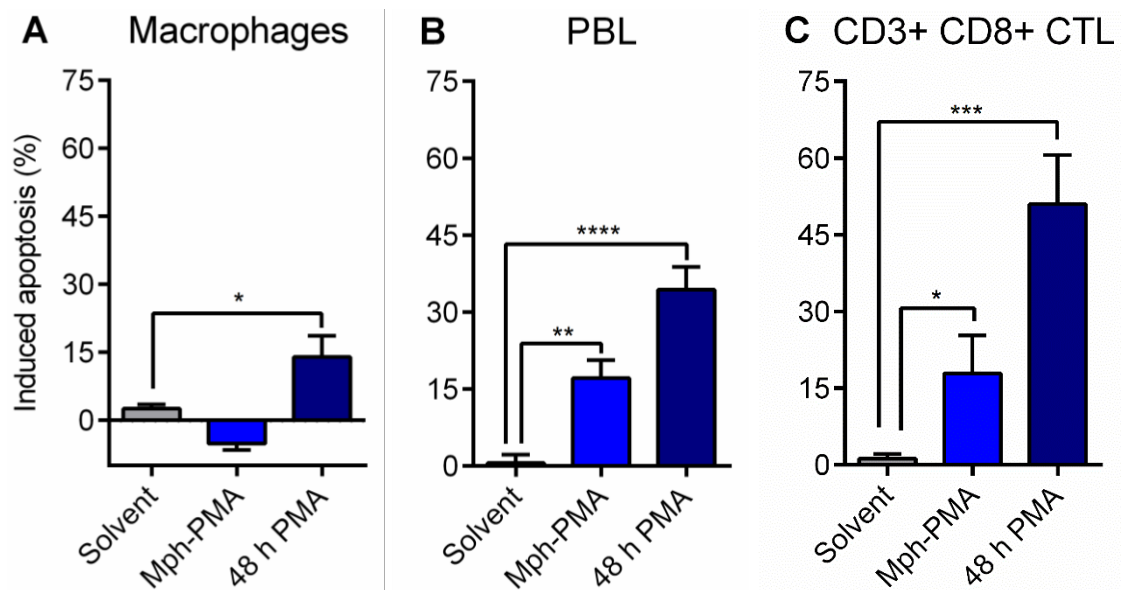 A Macrophages
Induced apoptosis (%)
75
60
45
30
15
0
*
Solvent
Mph-PMA
48 h PMA
B PBL
75
60
45
30
15
0
****
**
Solvent
Mph-PMA
48 h PMA
C CD3+ CD8+ CTL
75
60
45
30
15
0
***
*
Solvent
Mph-PMA
48 h PMA